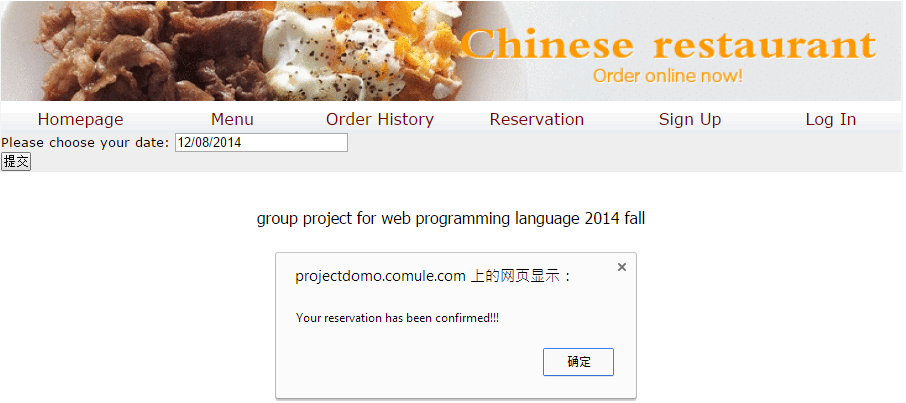 Chinese restaurant
Order online now!
Homepage Menu Order History Reservation Sign Up Log In
Please choose your date: 12/08/2014
提交
group project for web programming language 2014 fall
projectdomo.comule.com 上的网页显示：
×
Your reservation has been confirmed!!!
确定